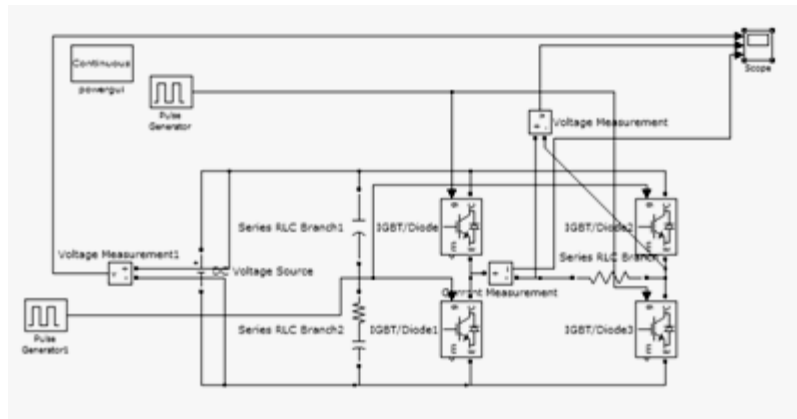 Continuous
powergui
Scope
Pulse
Generator
Voltage Measurement
Series RLC Branch1
IGBT/Diode
IGBT/Diode2
Voltage Measurement1
DC Voltage Source
Series RLC Branch
Current Measurement
Pulse
Generator1
Series RLC Branch2
IGBT/Diode1
IGBT/Diode3